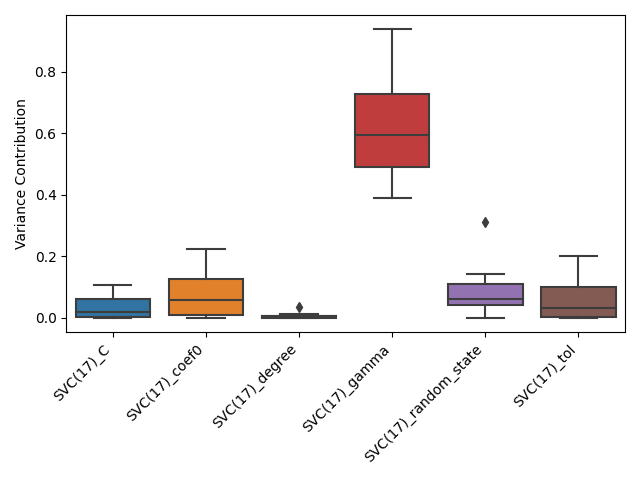 Variance Contribution
0.8
0.6
0.4
0.2
0.0
SVC(17)_C
SVC(17)_coef0
SVC(17)_degree
SVC(17)_gamma
SVC(17)_random_state
SVC(17)_tol